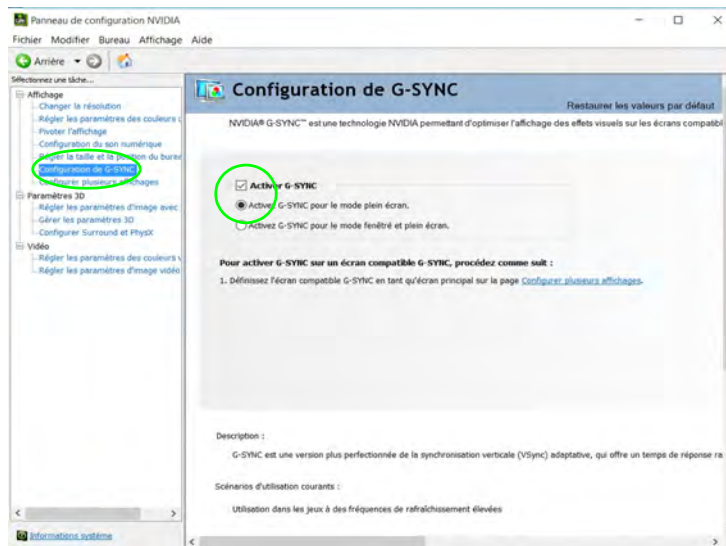 Panneau de configuration NVIDIA
Fichier Modifier Bureau Affichage Aide
Arrière
Sélectionnez une tâche...
Affichage
Changer la résolution
Régler les paramètres des couleurs
Pivoter l'affichage
Configuration du son numérique
Régler la taille et la position du bureau
Configuration de G-SYNC
Configurer plusieurs affichages
Paramètres 3D
Régler les paramètres d'image avec
Gérer les paramètres 3D
Configurer Surround et PhysX
Vidéo
Régler les paramètres des couleurs v
Régler les paramètres d'image vidéo
Informations système
Configuration de G-SYNC
Restaurer les valeurs par défaut
NVIDIA® G-SYNC™ est une technologie NVIDIA permettant d'optimiser l'affichage des effets visuels sur les écrans compatibl
Activer G-SYNC
Activez G-SYNC pour le mode plein écran.
Activez G-SYNC pour le mode fenêtré et plein écran.
Pour activer G-SYNC sur un écran compatible G-SYNC, procédez comme suit :
1. Définissez l'écran compatible G-SYNC en tant qu'écran principal sur la page Configurer plusieurs affichages.
Description :
G-SYNC est une version plus perfectionnée de la synchronisation verticale (VSync) adaptative, qui offre un temps de réponse ra
Scénarios d'utilisation courants :
Utilisation dans les jeux à des fréquences de rafraîchissement élevées